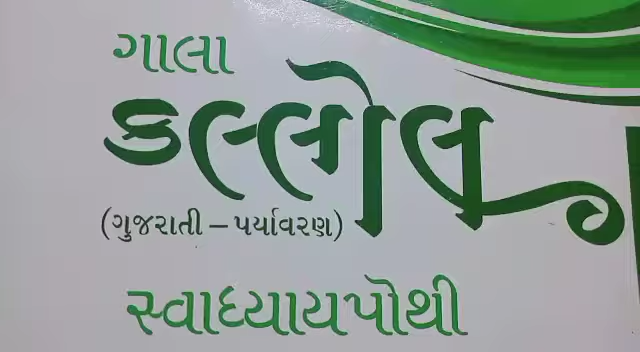 ગાલા
કલ્લોલ
(ગુજરાતી – પર્યાવરણ)
સ્વાધ્યાયપોથી